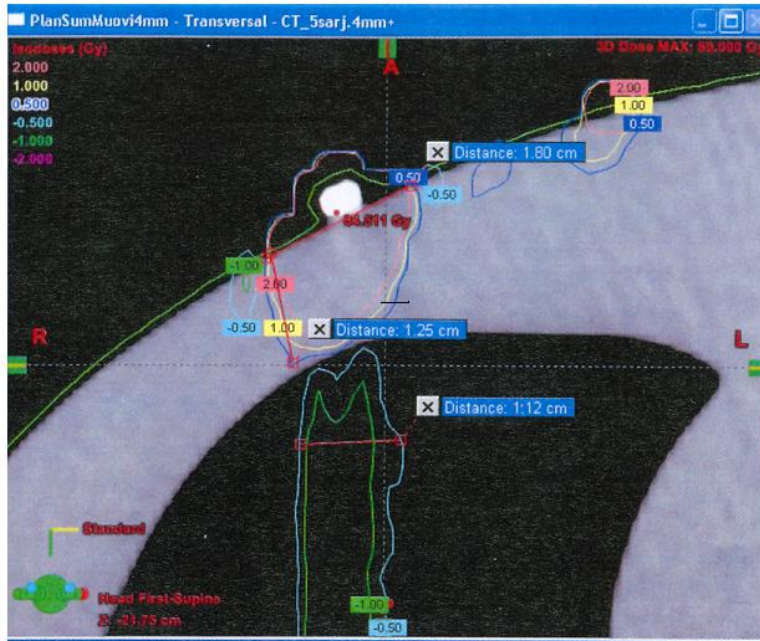 PlanSumMuovi4mm - Transversal - CT_5sarj.4mm+
Isodoses (Gy)
2.000
1.000
0.500
-0.500
-1.000
-2.000
A
3D Dose MAX:
2.00
1.00
0.50
Distance: 1.80 cm
0.50
-0.50
-1.00
2.00
-0.50
1.00
Distance: 1.25 cm
R
L
Distance: 1.12 cm
Standard
Head First-Supine
Z: -21.75 cm
-1.00
-0.50